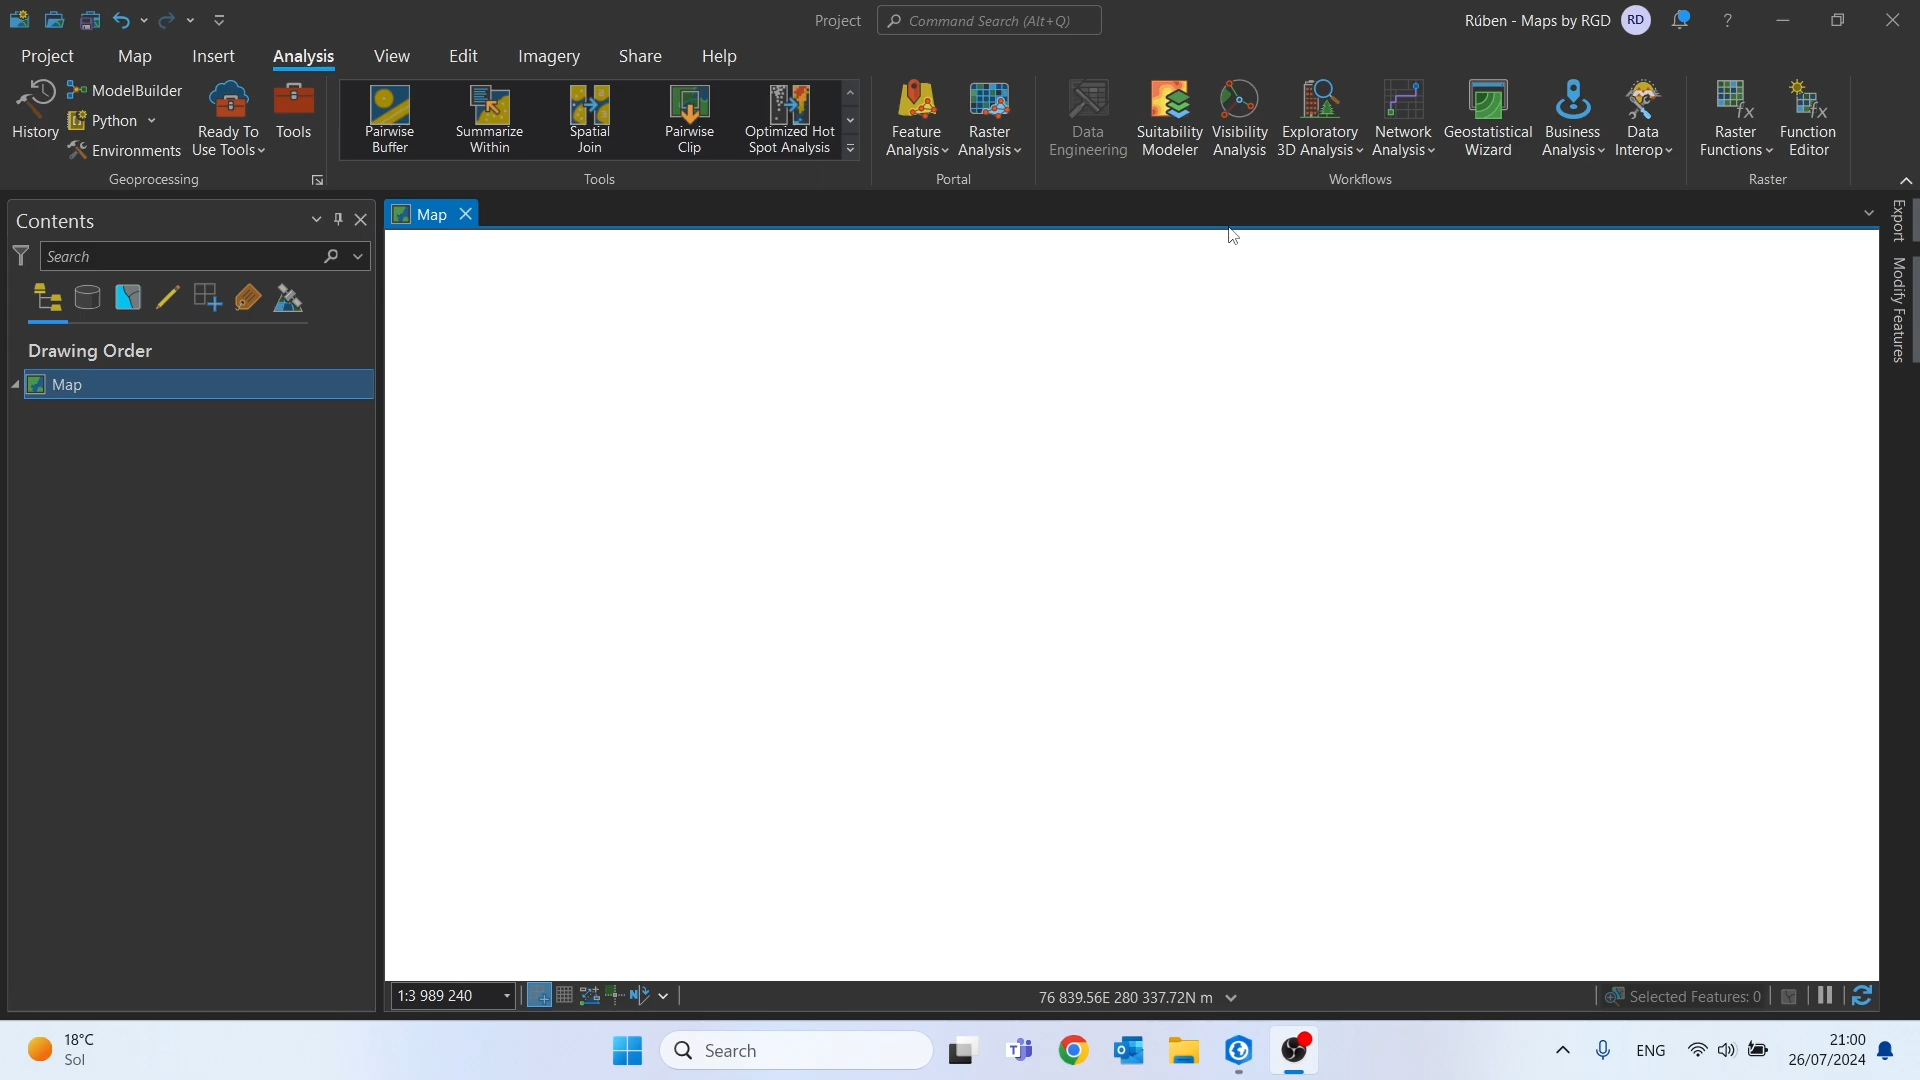 Project
Command Search (Alt+Q)
Rúben - Maps by RGD
RD
?
Project
Map
Insert
Analysis
View
Edit
Imagery
Share
Help
History
ModelBuilder
Python
Environments
Ready To
Use Tools
Tools
Geoprocessing
Pairwise
Buffer
Summarize
Within
Spatial
Join
Pairwise
Clip
Optimized Hot
Spot Analysis
Tools
Feature
Analysis
Raster
Analysis
Portal
Data
Engineering
Suitability
Modeler
Visibility
Analysis
Exploratory
3D Analysis
Network
Analysis
Geostatistical
Wizard
Business
Analysis
Data
Interop
Workflows
Raster
Functions
Function
Editor
Raster
Contents
Search
Drawing Order
Map
Map
Export
Modify Features
1:3 989 240
76 839.56E 280 337.72N m
Selected Features: 0
18°C
Sol
Search
ENG
21:00
26/07/2024